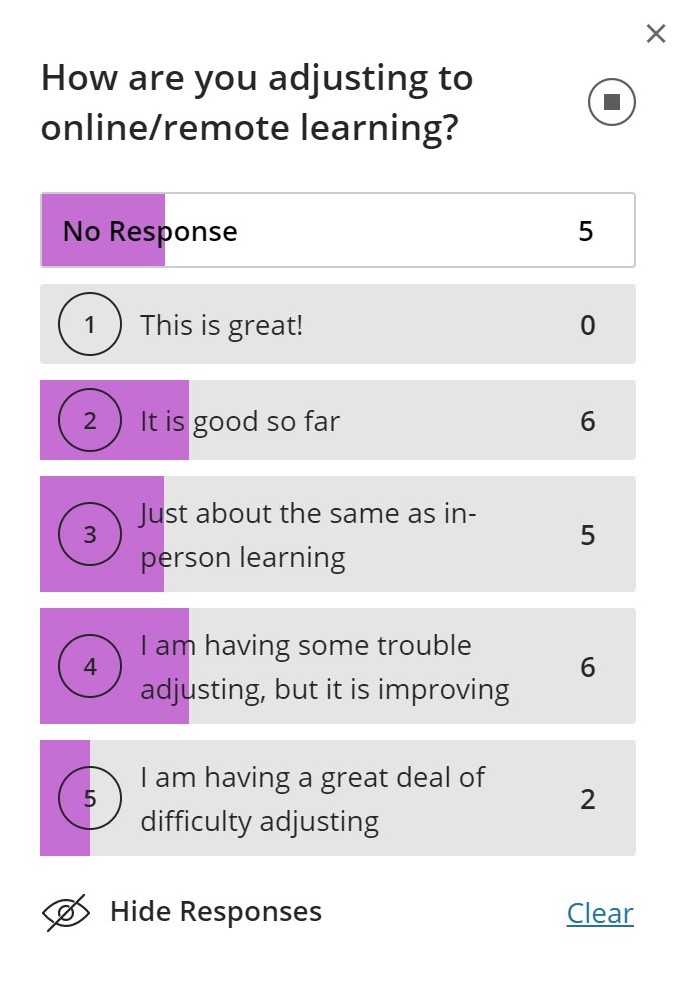 How are you adjusting to
online/remote learning?
No Response 5
1 This is great! 0
2 It is good so far 6
3 Just about the same as in-
person learning 5
4 I am having some trouble
adjusting, but it is improving 6
5 I am having a great deal of
difficulty adjusting 2
Hide Responses Clear